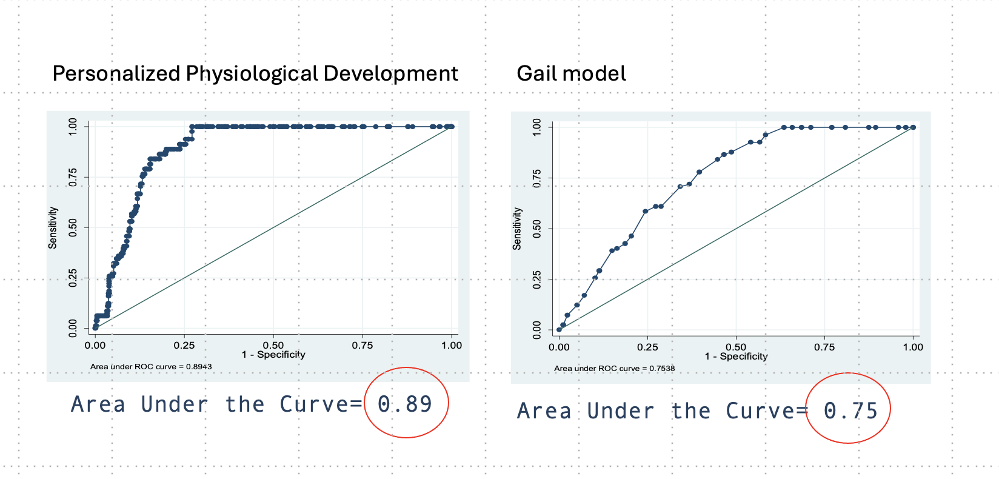 Personalized Physiological Development
1.00
0.75
0.50
0.25
0.00
Sensitivity
0.00 0.25 0.50 0.75 1.00
1 - Specificity
Area under ROC curve = 0.8943
Area Under the Curve= 0.89
Gail model
1.00
0.75
0.50
0.25
0.00
Sensitivity
0.00 0.25 0.50 0.75 1.00
1 - Specificity
Area under ROC curve = 0.7538
Area Under the Curve= 0.75